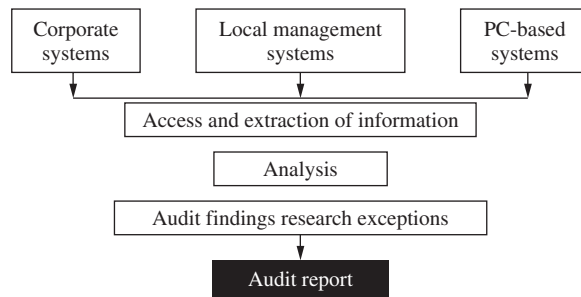 Corporate
systems
Local management
systems
PC-based
systems
Access and extraction of information
Analysis
Audit findings research exceptions
Audit report